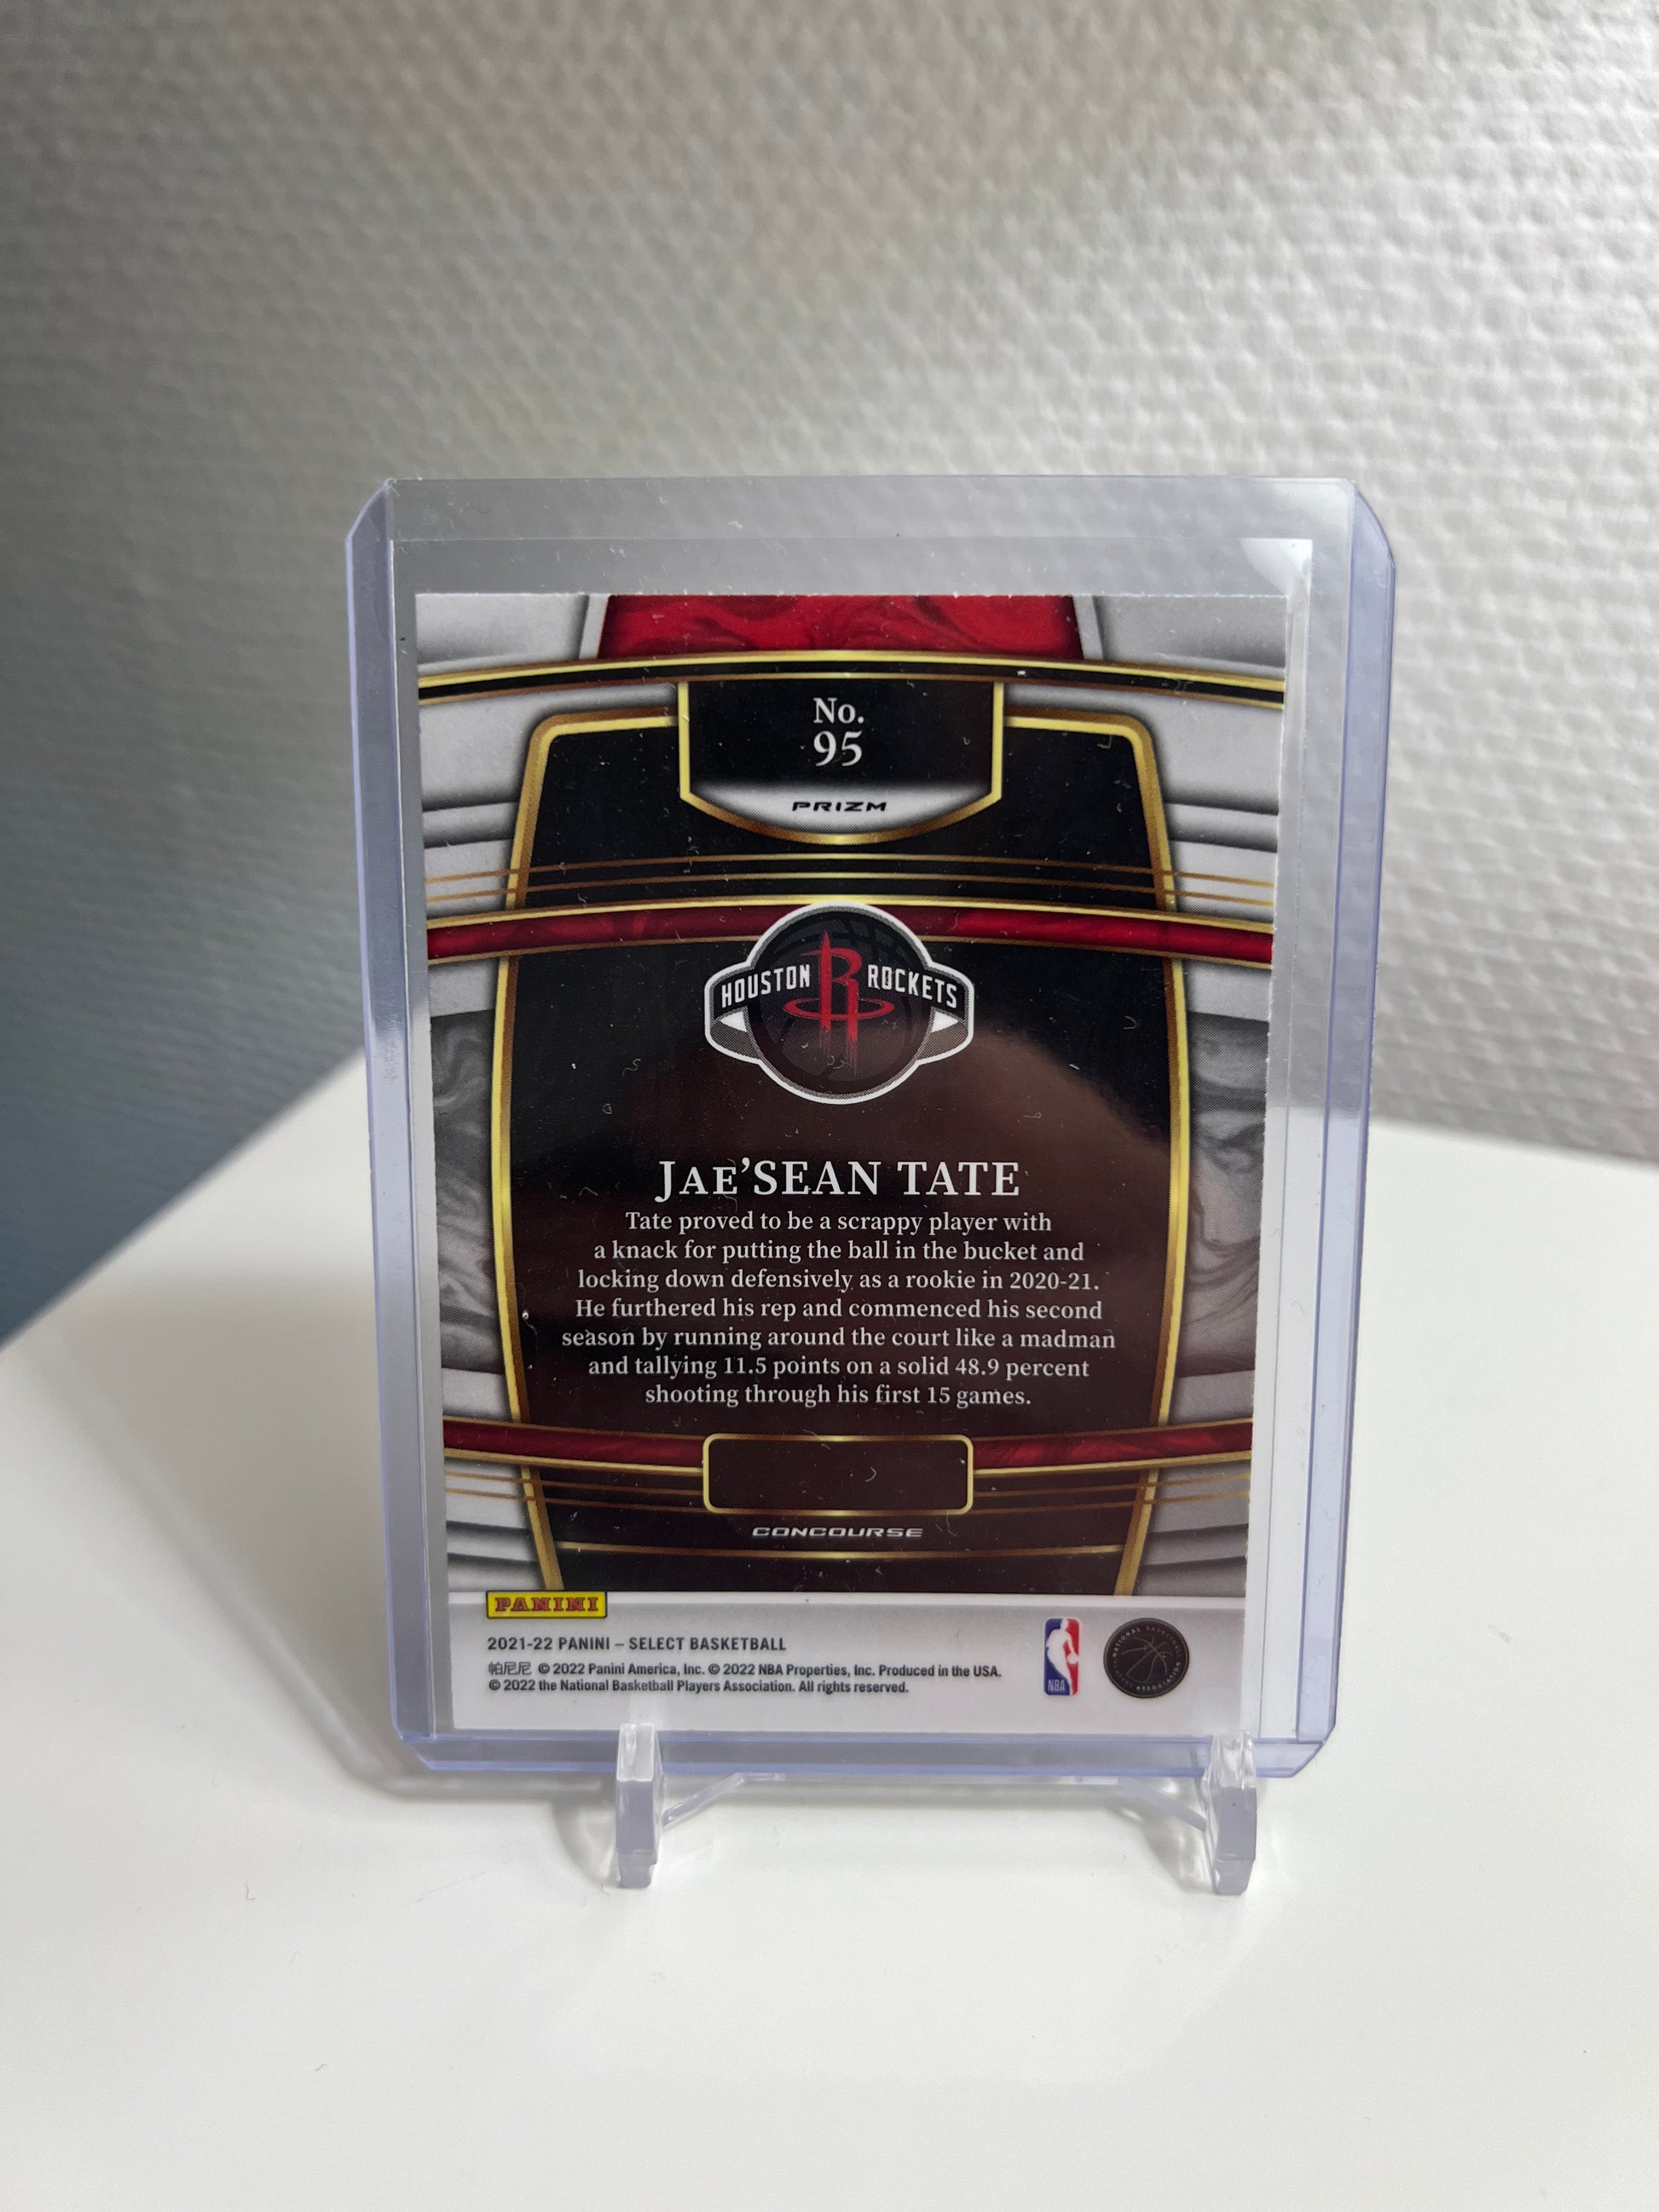 No.
95
PRIZM
HOUSTON R ROCKETS
JAE'SEAN TATE
Tate proved to be a scrappy player with
a knack for putting the ball in the bucket and
locking down defensively as a rookie in 2020-21.
He furthered his rep and commenced his second
season by running around the court like a madman
and tallying 11.5 points on a solid 48.9 percent
shooting through his first 15 games.
CONCOURSE
PANINI
2021-22 PANINI – SELECT BASKETBALL
帕尼尼 © 2022 Panini America, Inc. © 2022 NBA Properties, Inc. Produced in the USA.
© 2022 the National Basketball Players Association. All rights reserved.
NBA
NATIONAL BASKETBALL PLAYERS ASSOCIATION